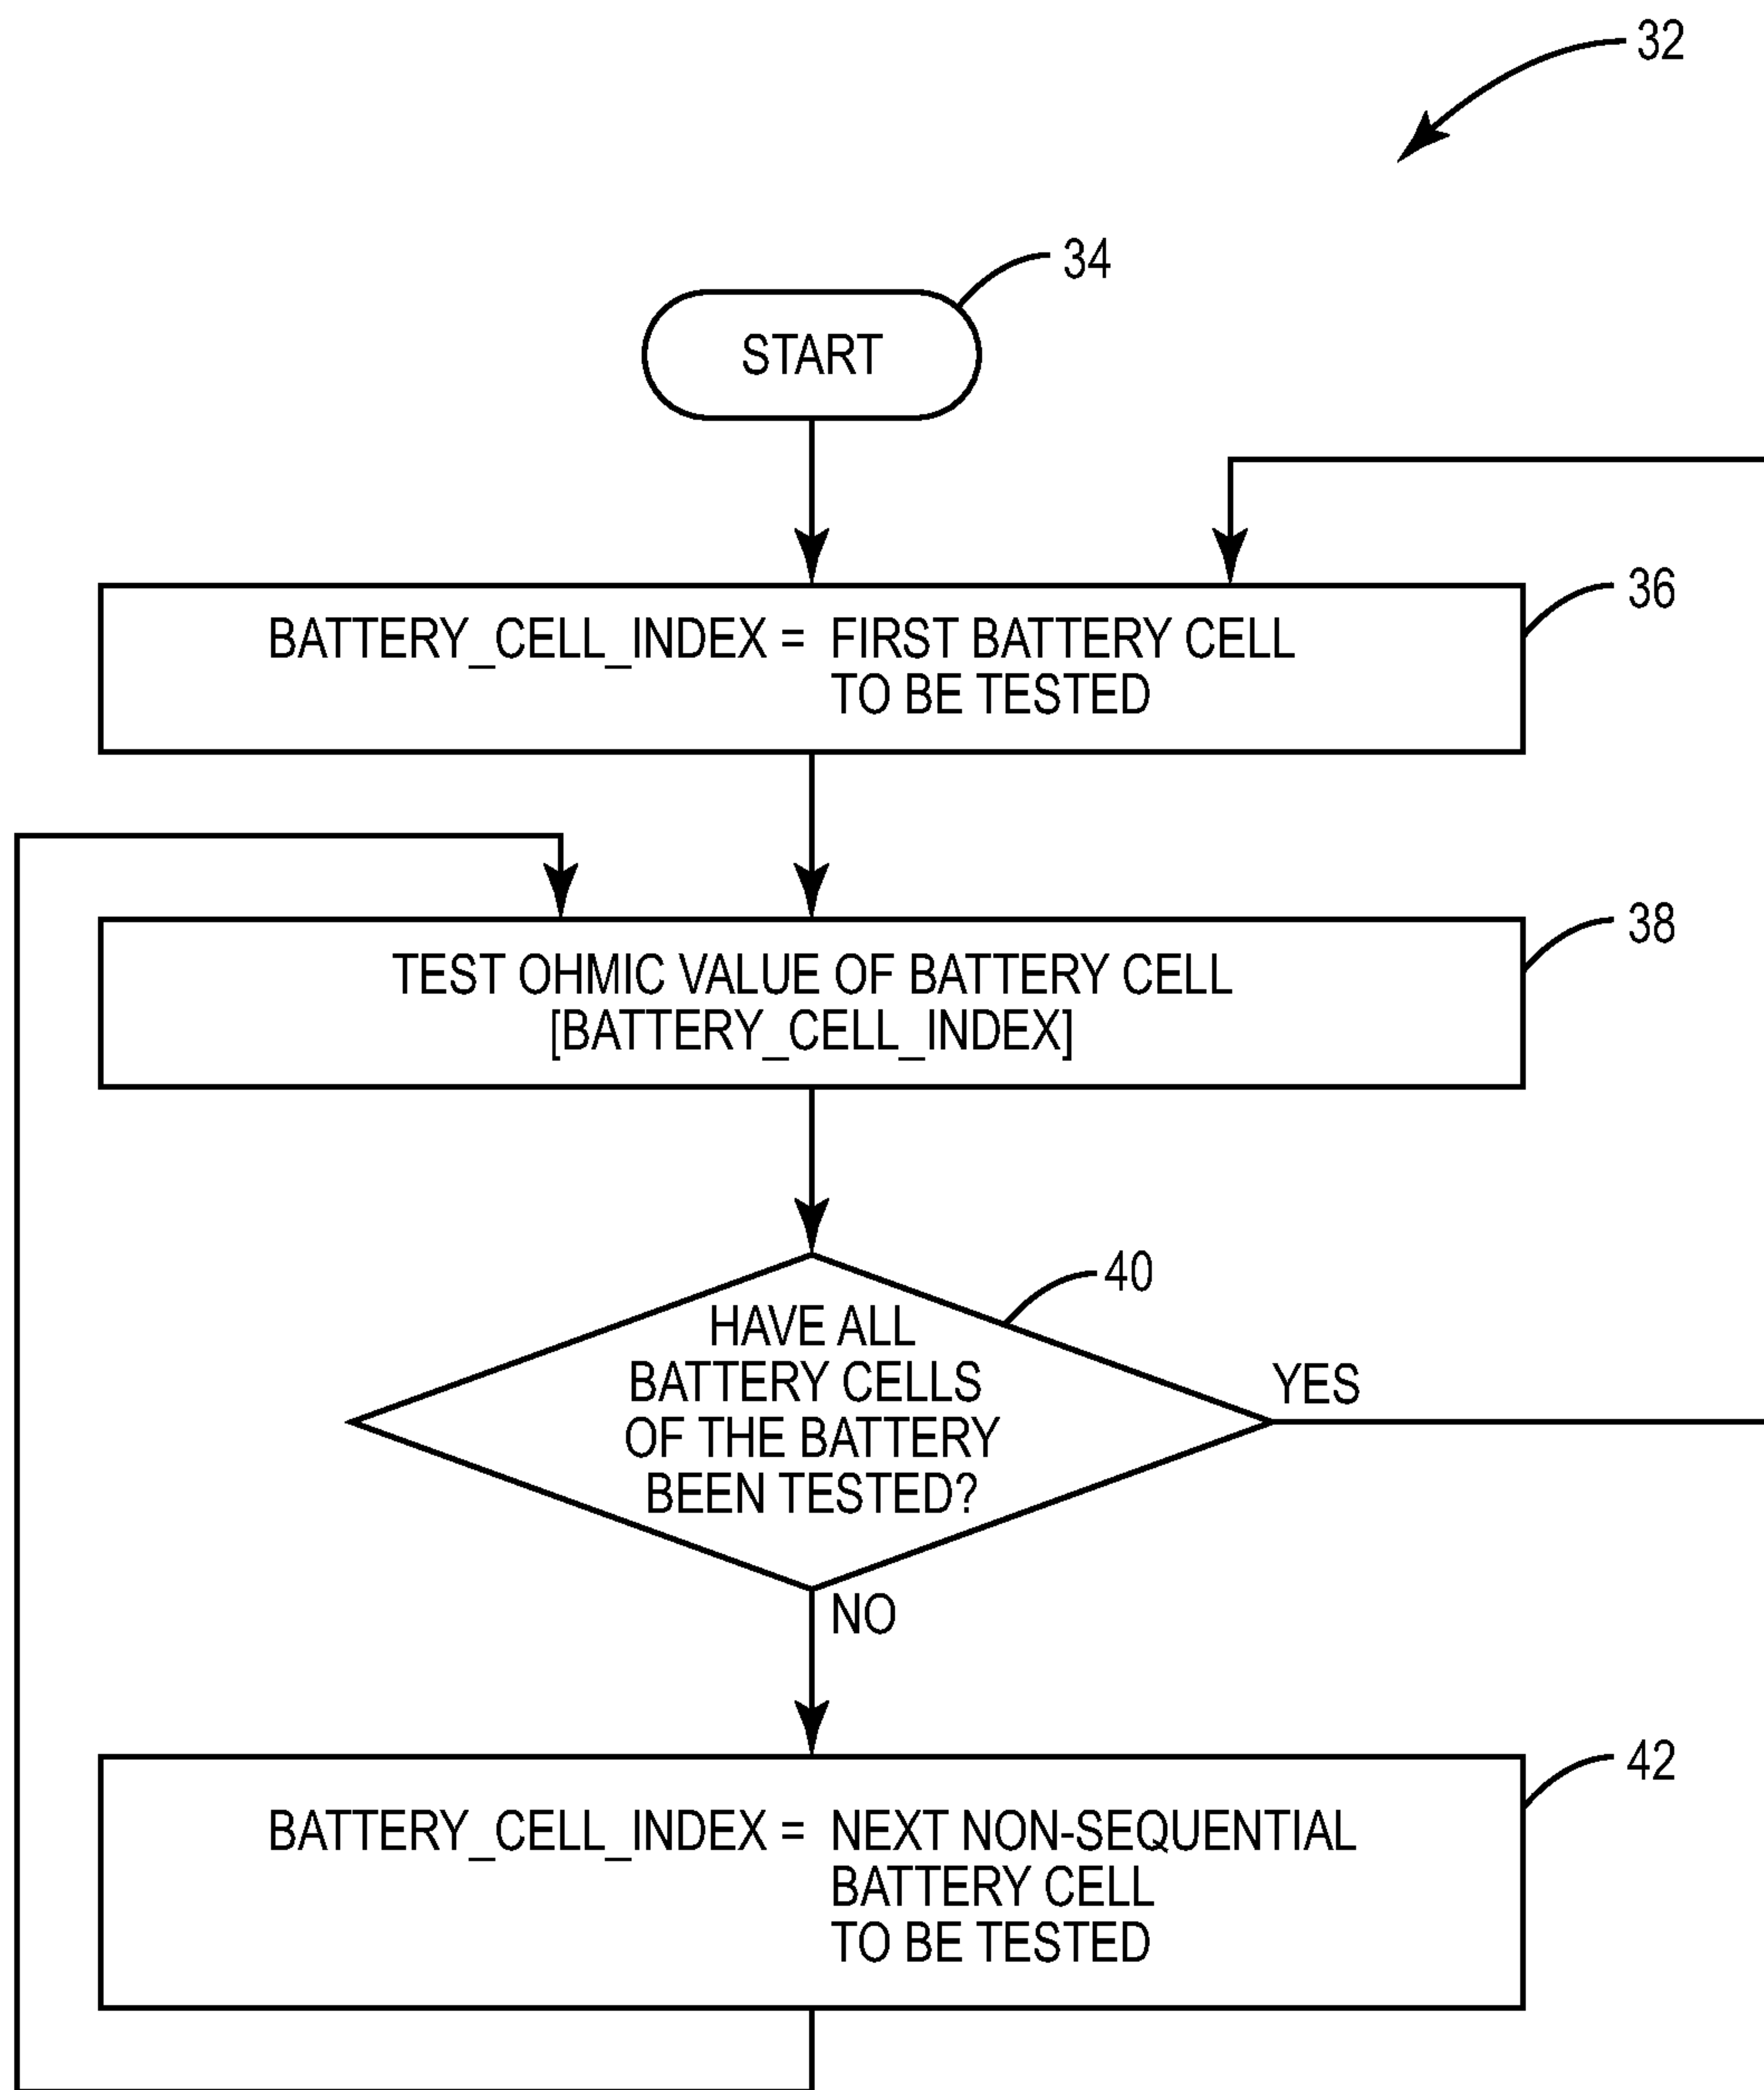 32
34
START
36
BATTERY_CELL_INDEX = FIRST BATTERY CELL
TO BE TESTED
38
TEST OHMIC VALUE OF BATTERY CELL
[BATTERY_CELL_INDEX]
40
HAVE ALL
BATTERY CELLS
OF THE BATTERY
BEEN TESTED?
YES
NO
42
BATTERY_CELL_INDEX = NEXT NON-SEQUENTIAL
BATTERY CELL
TO BE TESTED